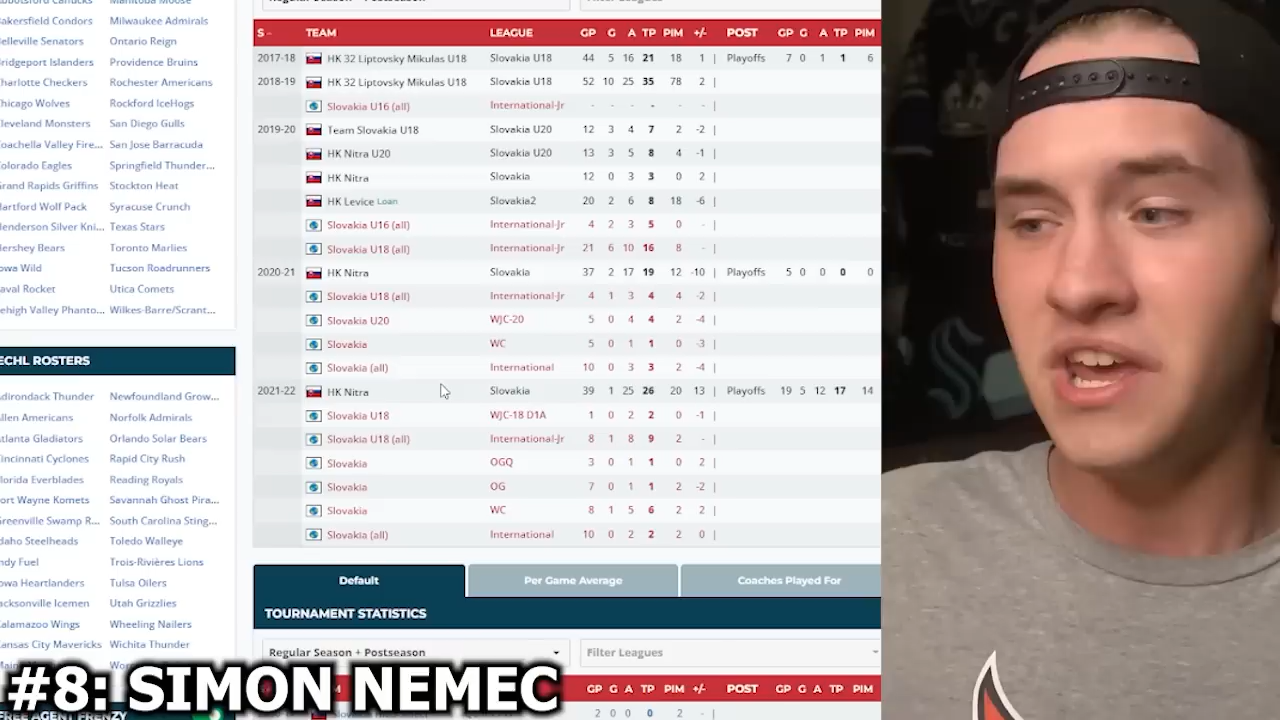 Abbotsford Canucks Manitoba Moose
Bakersfield Condors Milwaukee Admirals
Belleville Senators Ontario Reign
Bridgeport Islanders Providence Bruins
Charlotte Checkers Rochester Americans
Chicago Wolves Rockford IceHogs
Cleveland Monsters San Diego Gulls
Coachella Valley Fire... San Jose Barracuda
Colorado Eagles Springfield Thunder...
Grand Rapids Griffins Stockton Heat
Hartford Wolf Pack Syracuse Crunch
Henderson Silver Kni... Texas Stars
Hershey Bears Toronto Marlies
Iowa Wild Tucson Roadrunners
Laval Rocket Utica Comets
Lehigh Valley Phanto... Wilkes-Barre/Scrant...
ECHL ROSTERS
Adirondack Thunder Newfoundland Grow...
Allen Americans Norfolk Admirals
Atlanta Gladiators Orlando Solar Bears
Cincinnati Cyclones Rapid City Rush
Florida Everblades Reading Royals
Fort Wayne Komets Savannah Ghost Pira...
Greenville Swamp R... South Carolina Sting...
Idaho Steelheads Toledo Walleye
Indy Fuel Trois-Rivières Lions
Iowa Heartlanders Tulsa Oilers
Jacksonville Icemen Utah Grizzlies
Kalamazoo Wings Wheeling Nailers
Kansas City Mavericks Wichita Thunder
Regular Season + Postseason Filter Leagues
S TEAM LEAGUE GP G A TP PIM +/- POST GP G A TP PIM
2017-18 HK 32 Liptovsky Mikulas U18 Slovakia U18 44 5 16 21 18 1 | Playoffs 7 0 1 1 6
2018-19 HK 32 Liptovsky Mikulas U18 Slovakia U18 52 10 25 35 78 2 |
Slovakia U16 (all) International-Jr - - - - - - |
2019-20 Team Slovakia U18 Slovakia U20 12 3 4 7 2 -2 |
HK Nitra U20 Slovakia U20 13 3 5 8 4 -1 |
HK Nitra Slovakia 12 0 3 3 0 2 |
HK Levice Loan Slovakia2 20 2 6 8 18 -6 |
Slovakia U16 (all) International-Jr 4 2 3 5 0 - |
Slovakia U18 (all) International-Jr 21 6 10 16 8 - |
2020-21 HK Nitra Slovakia 37 2 17 19 12 -10 | Playoffs 5 0 0 0 0
Slovakia U18 (all) International-Jr 4 1 3 4 4 -2 |
Slovakia U20 WJC-20 5 0 4 4 2 -4 |
Slovakia WC 5 0 1 1 0 -3 |
Slovakia (all) International 10 0 3 3 2 -4 |
2021-22 HK Nitra Slovakia 39 1 25 26 20 13 | Playoffs 19 5 12 17 14
Slovakia U18 WJC-18 D1A 1 0 2 2 0 -1 |
Slovakia U18 (all) International-Jr 8 1 8 9 2 - |
Slovakia OGQ 3 0 1 1 0 2 |
Slovakia OG 7 0 1 1 2 -2 |
Slovakia WC 8 1 5 6 2 2 |
Slovakia (all) International 10 0 2 2 2 0 |
Default Per Game Average Coaches Played For
TOURNAMENT STATISTICS
Regular Season + Postseason Filter Leagues
GP G A TP PIM +/- POST GP G A TP PIM
2 0 0 0 2 - |
#8: SIMON NEMEC
FREE AGENT FRENZY